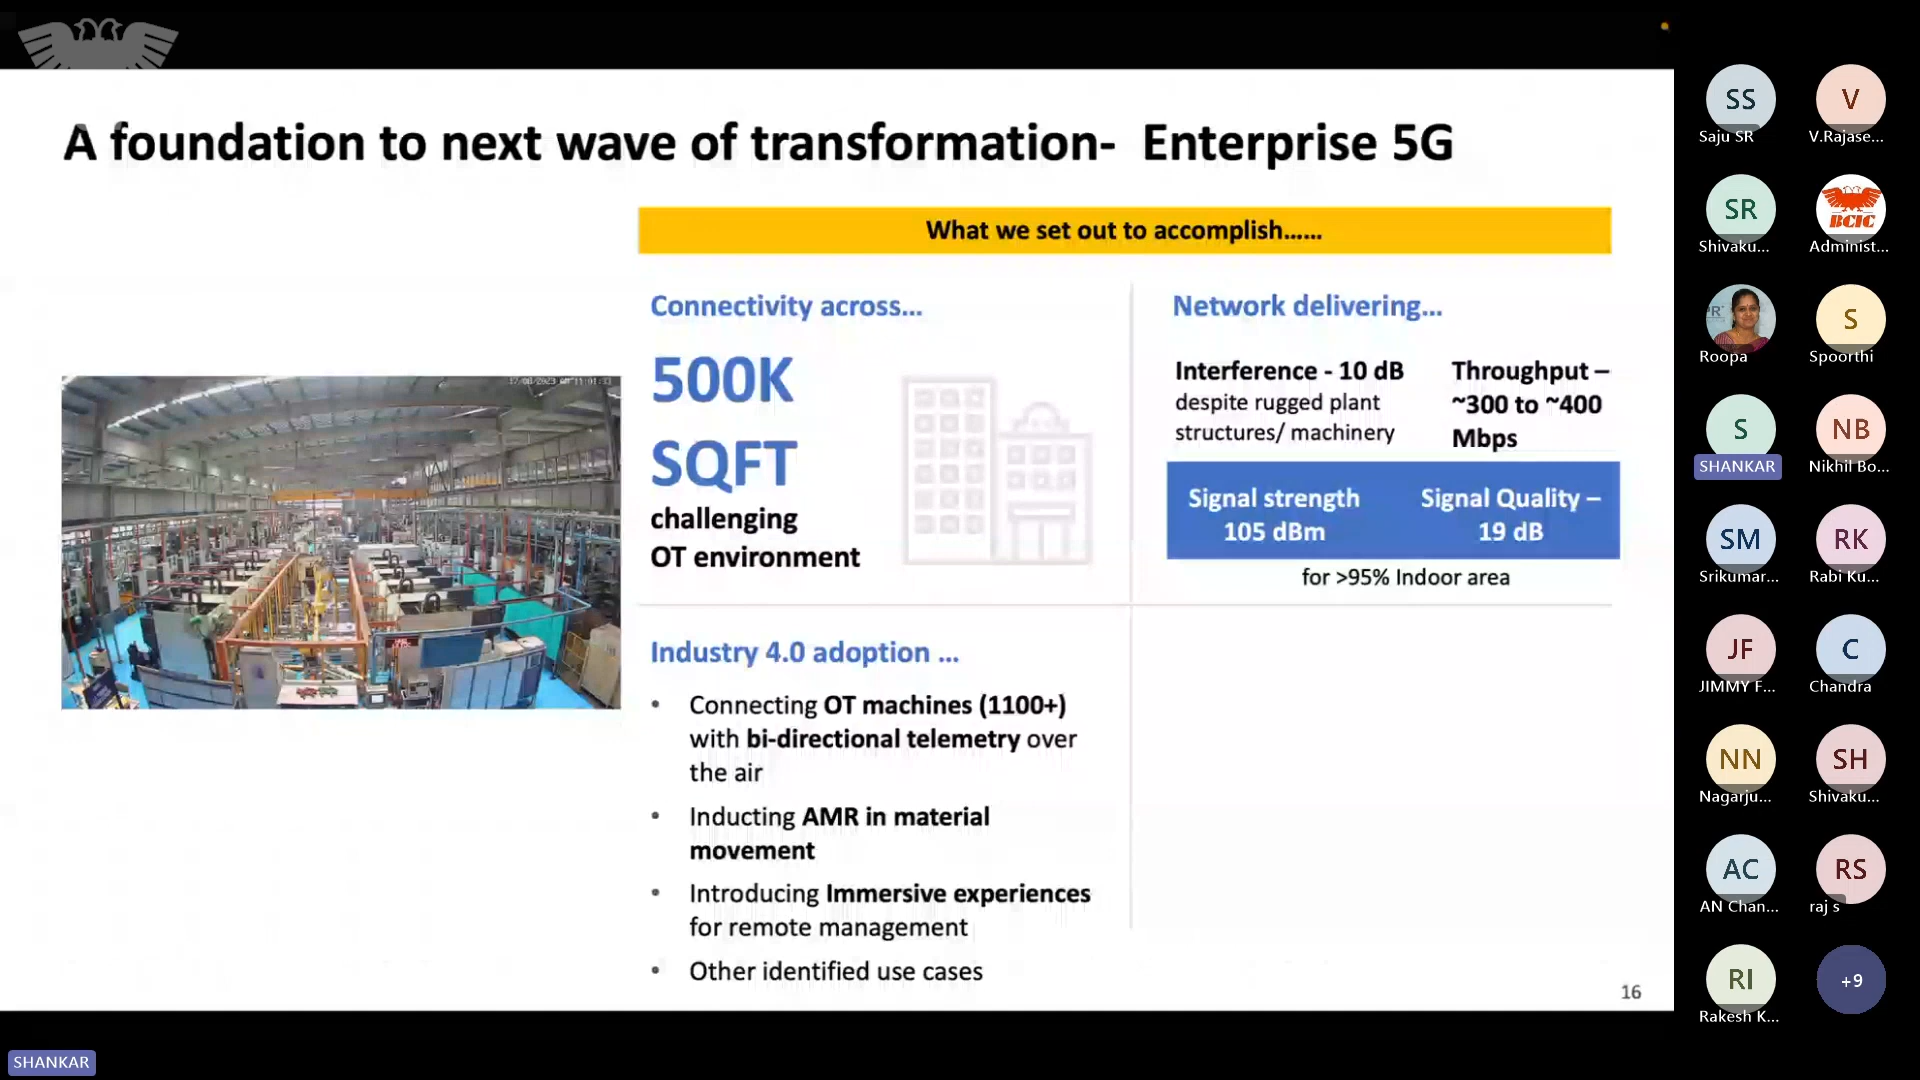 A foundation to next wave of transformation- Enterprise 5G
What we set out to accomplish......
Connectivity across...
500K
SQFT
challenging
OT environment
Network delivering...
Interference - 10 dB
despite rugged plant
structures/ machinery
Throughput –
~300 to ~400
Mbps
Signal strength
105 dBm
Signal Quality –
19 dB
for >95% Indoor area
Industry 4.0 adoption ...
• Connecting OT machines (1100+)
with bi-directional telemetry over
the air
• Inducting AMR in material
movement
• Introducing Immersive experiences
for remote management
• Other identified use cases
16
SS
Saju SR
V
V.Rajase...
SR
Shivaku...
BCIC
Administ...
Roopa
S
Spoorthi
S
SHANKAR
NB
Nikhil Bo...
SM
Srikumar...
RK
Rabi Ku...
JF
JIMMY F...
C
Chandra
NN
Nagarju...
SH
Shivaku...
AC
AN Chan...
RS
raj s
RI
Rakesh K...
+9
SHANKAR